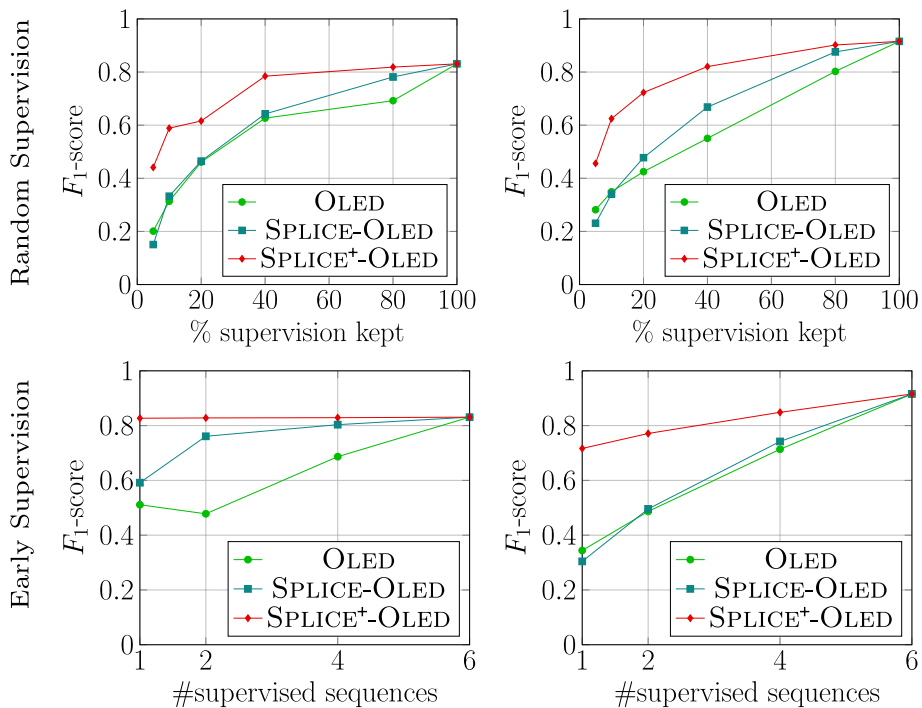 Random Supervision
F1-score
1
0.8
0.6
0.4
0.2
0
OLED
SPLICE-OLED
SPLICE+-OLED
0 20 40 60 80 100
% supervision kept
F1-score
1
0.8
0.6
0.4
0.2
0
OLED
SPLICE-OLED
SPLICE+-OLED
0 20 40 60 80 100
% supervision kept
Early Supervision
F1-score
1
0.8
0.6
0.4
0.2
0
OLED
SPLICE-OLED
SPLICE+-OLED
1 2 4 6
#supervised sequences
F1-score
1
0.8
0.6
0.4
0.2
0
OLED
SPLICE-OLED
SPLICE+-OLED
1 2 4 6
#supervised sequences